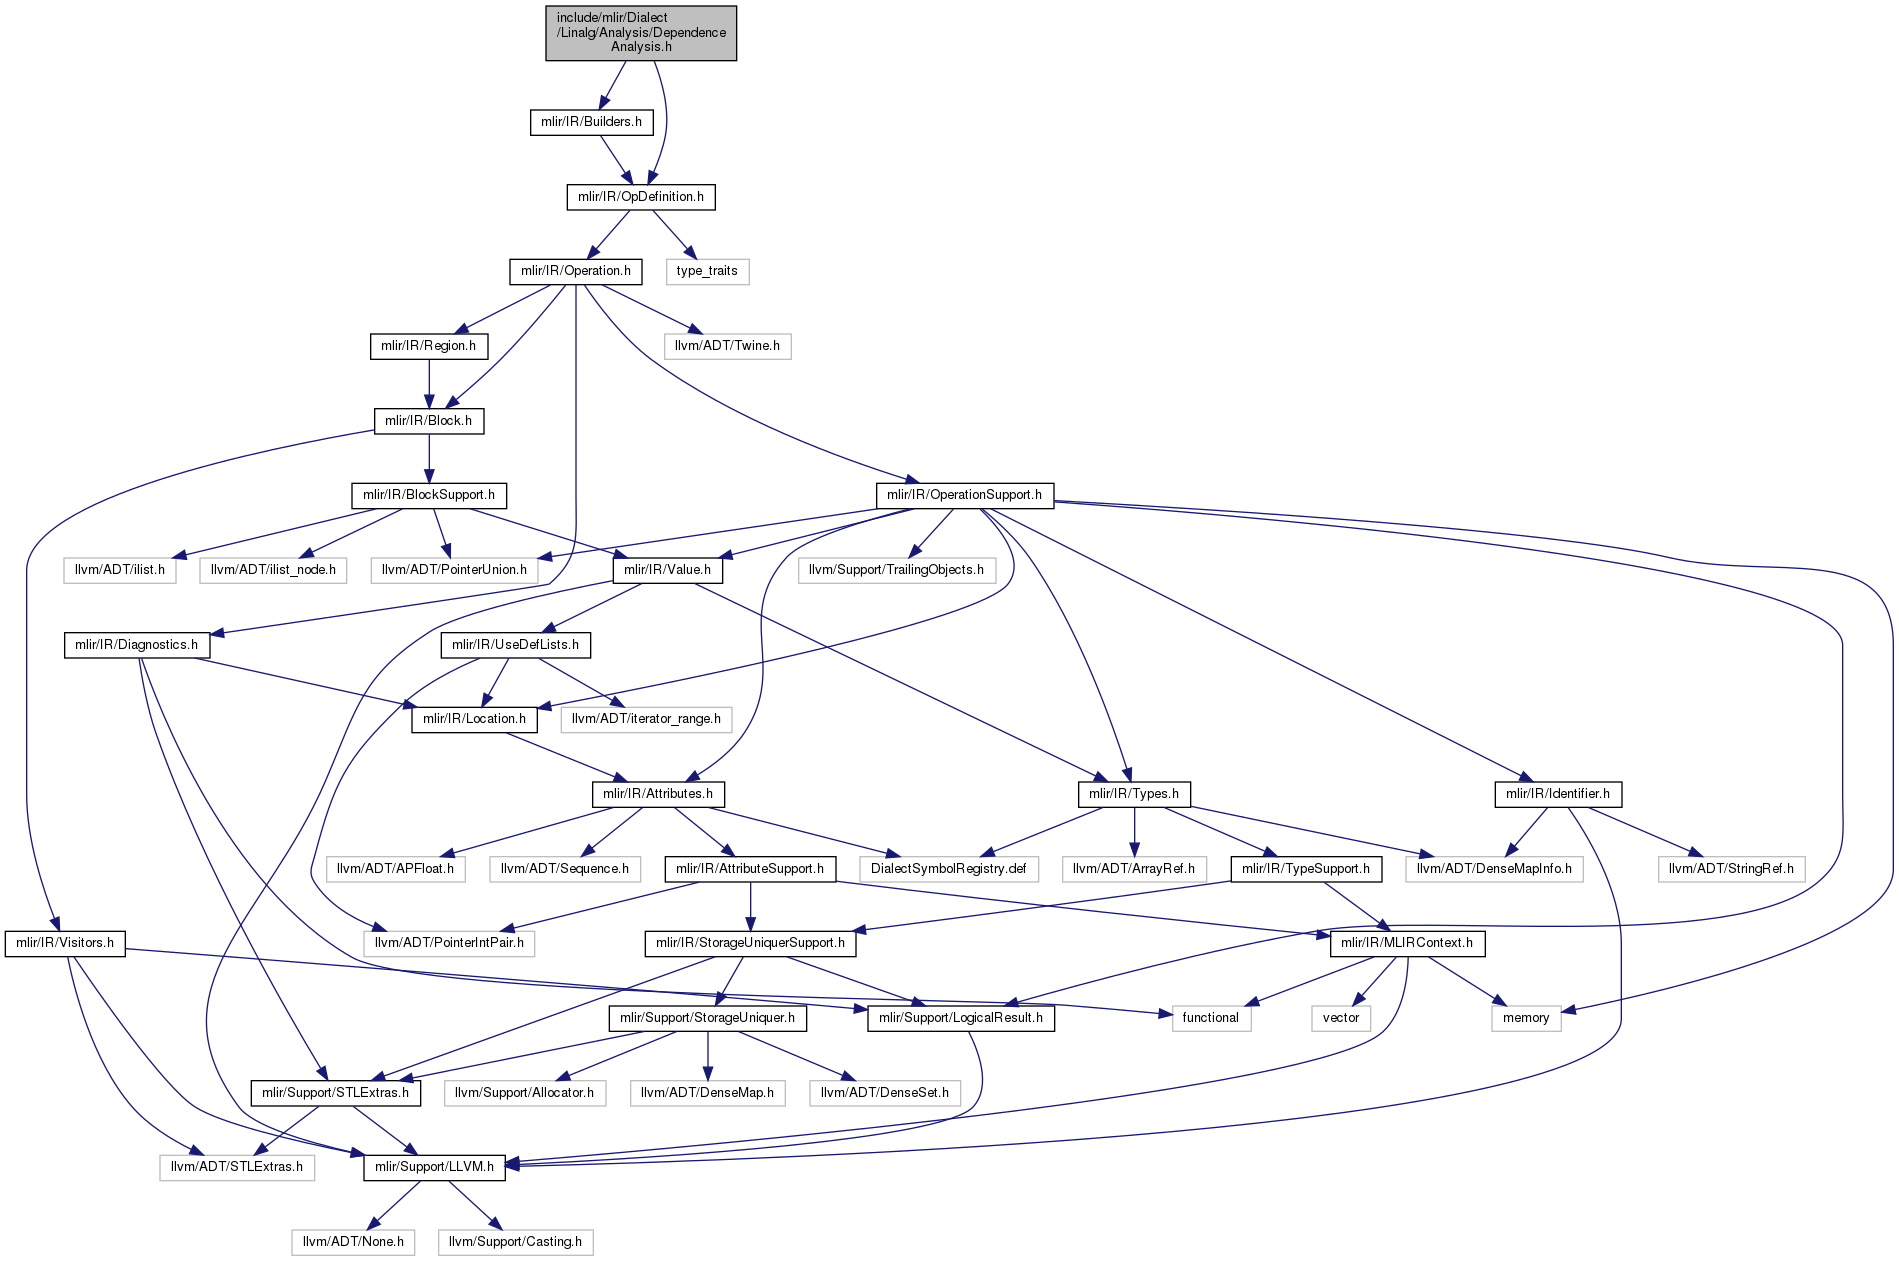 include/mlir/Dialect
/Linalg/Analysis/Dependence
Analysis.h
mlir/IR/Builders.h
mlir/IR/OpDefinition.h
mlir/IR/Operation.h
type_traits
mlir/IR/Region.h
llvm/ADT/Twine.h
mlir/IR/Block.h
mlir/IR/BlockSupport.h
mlir/IR/OperationSupport.h
llvm/ADT/ilist.h
llvm/ADT/ilist_node.h
llvm/ADT/PointerUnion.h
mlir/IR/Value.h
llvm/Support/TrailingObjects.h
mlir/IR/Diagnostics.h
mlir/IR/UseDefLists.h
mlir/IR/Location.h
llvm/ADT/iterator_range.h
mlir/IR/Attributes.h
mlir/IR/Types.h
mlir/IR/Identifier.h
llvm/ADT/APFloat.h
llvm/ADT/Sequence.h
mlir/IR/AttributeSupport.h
DialectSymbolRegistry.def
llvm/ADT/ArrayRef.h
mlir/IR/TypeSupport.h
llvm/ADT/DenseMapInfo.h
llvm/ADT/StringRef.h
mlir/IR/Visitors.h
llvm/ADT/PointerIntPair.h
mlir/IR/StorageUniquerSupport.h
mlir/IR/MLIRContext.h
mlir/Support/StorageUniquer.h
mlir/Support/LogicalResult.h
functional
vector
memory
mlir/Support/STLExtras.h
llvm/Support/Allocator.h
llvm/ADT/DenseMap.h
llvm/ADT/DenseSet.h
llvm/ADT/STLExtras.h
mlir/Support/LLVM.h
llvm/ADT/None.h
llvm/Support/Casting.h